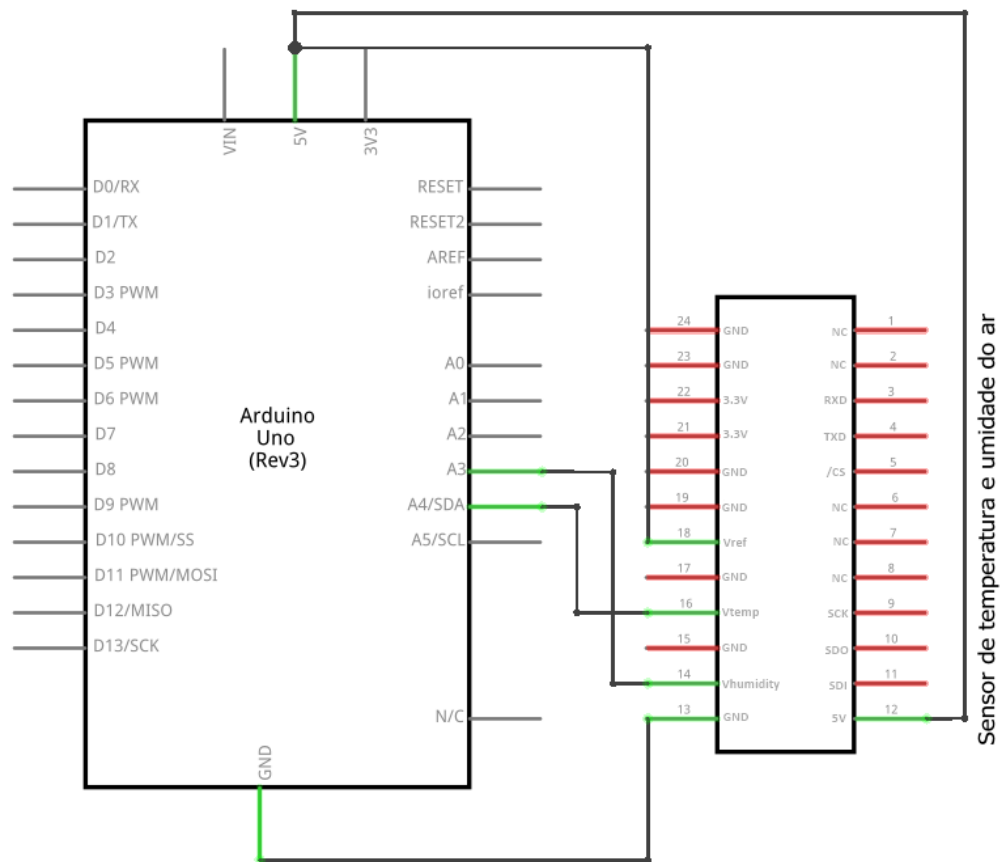 VIN
5V
3V3
D0/RX
D1/TX
D2
D3 PWM
D4
D5 PWM
D6 PWM
D7
D8
D9 PWM
D10 PWM/SS
D11 PWM/MOSI
D12/MISO
D13/SCK
Arduino
Uno
(Rev3)
RESET
RESET2
AREF
ioref
A0
A1
A2
A3
A4/SDA
A5/SCL
N/C
GND
24 GND
23 GND
22 3.3V
21 3.3V
20 GND
19 GND
18 Vref
17 GND
16 Vtemp
15 GND
14 Vhumidity
13 GND
NC 1
NC 2
RXD 3
TXD 4
/CS 5
NC 6
NC 7
NC 8
SCK 9
SDO 10
SDI 11
5V 12
Sensor de temperatura e umidade do ar